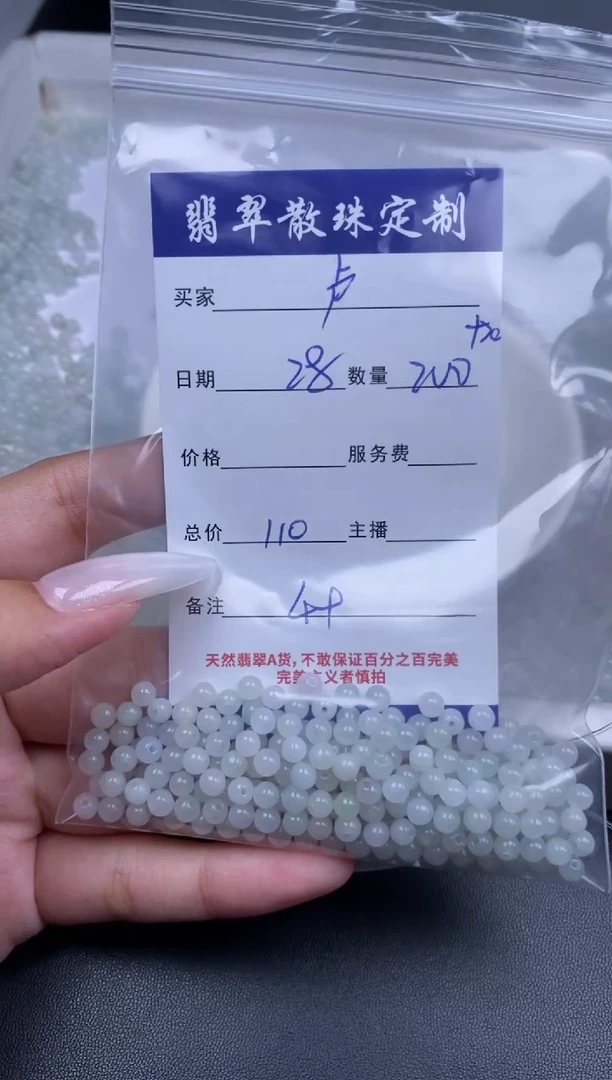 翡翠散珠定制
买家 卢
日期 28 数量 200
价格 服务费
总价 110 主播
备注
天然翡翠A货,不敢保证百分之百完美
完美主义者慎拍